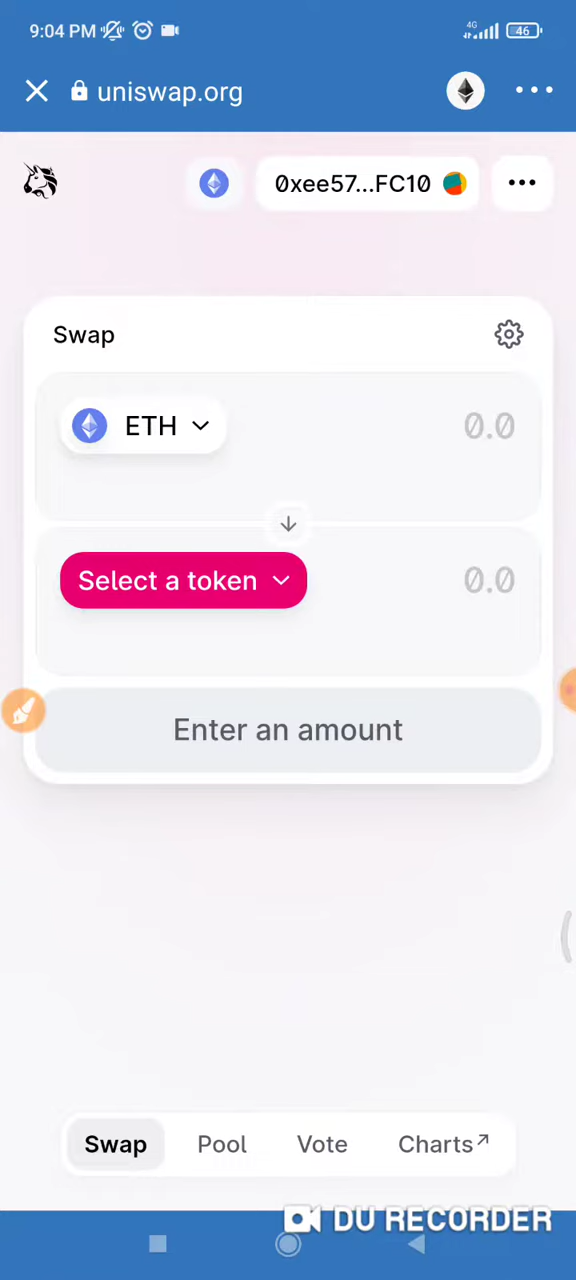 9:04 PM 4G 46
uniswap.org
0xee57...FC10
Swap
ETH 0.0
Select a token 0.0
Enter an amount
Swap Pool Vote Charts↗
DU RECORDER